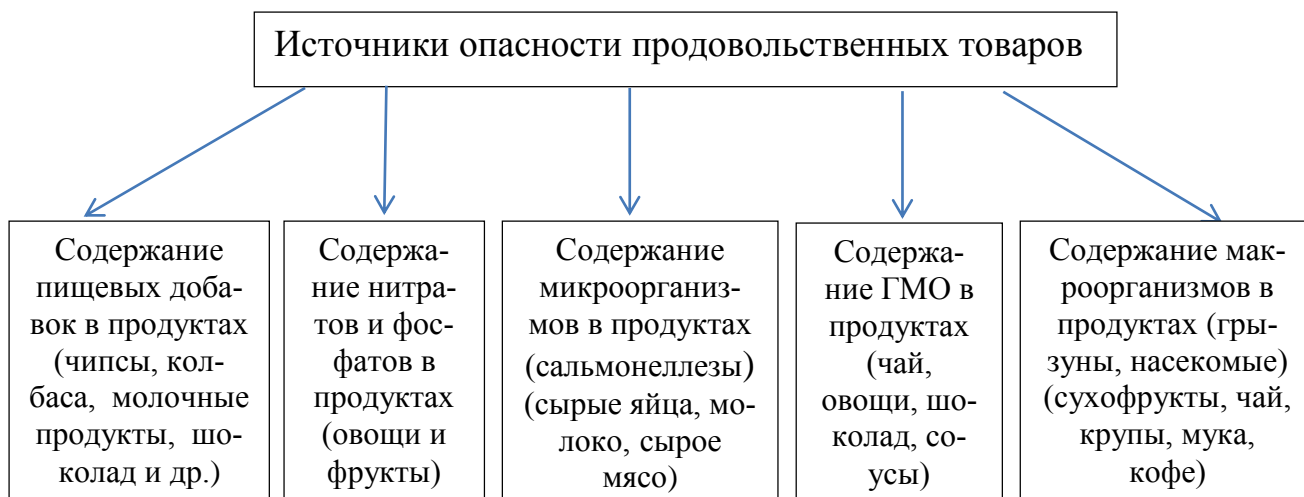 Источники опасности продовольственных товаров
Содержание
пищевых доба-
вок в продуктах
(чипсы, кол-
баса, молочные
продукты, шо-
колад и др.)
Содержа-
ние нитра-
тов и фос-
фатов в
продуктах
(овощи и
фрукты)
Содержание
микроорганиз-
мов в продуктах
(сальмонеллезы)
(сырые яйца, мо-
локо, сырое
мясо)
Содержа-
ние ГМО в
продуктах
(чай,
овощи, шо-
колад, со-
усы)
Содержание мак-
роорганизмов в
продуктах (гры-
зуны, насекомые)
(сухофрукты, чай,
крупы, мука,
кофе)